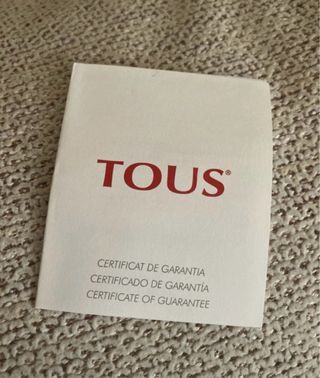 TOUS®
CERTIFICAT DE GARANTIA
CERTIFICADO DE GARANTÍA
CERTIFICATE OF GUARANTEE